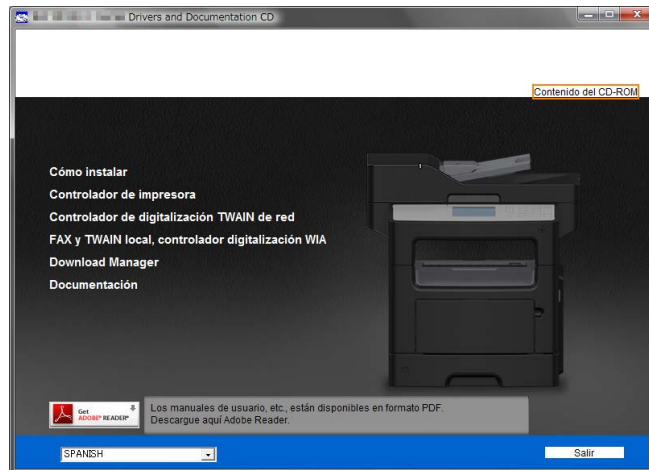 Drivers and Documentation CD
Contenido del CD-ROM
Cómo instalar
Controlador de impresora
Controlador de digitalización TWAIN de red
FAX y TWAIN local, controlador digitalización WIA
Download Manager
Documentación
Get
ADOBE® READER®
Los manuales de usuario, etc., están disponibles en formato PDF.
Descargue aquí Adobe Reader.
SPANISH
Salir